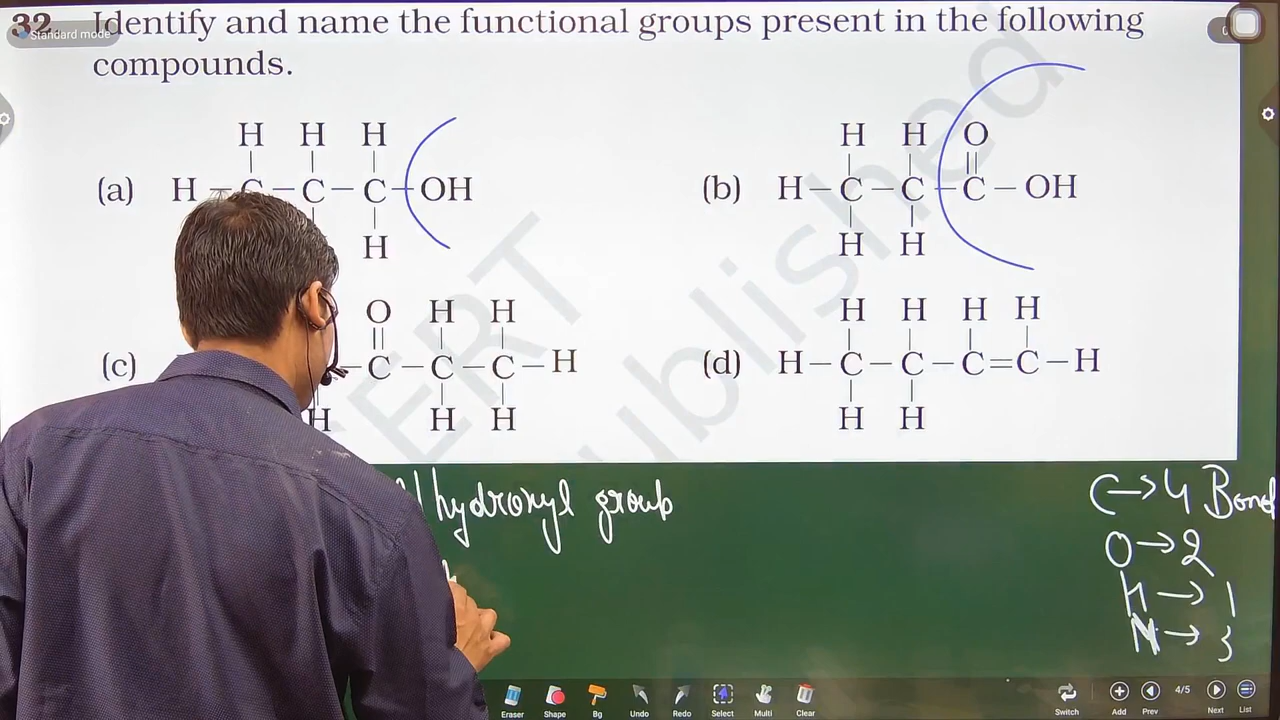 32. Identify and name the functional groups present in the following
Standard mode
compounds.
H H H
(a) H – C – C – C – OH
H
H H O
(b) H – C – C – C – OH
H H
O H H
(c) – C – C – C – H
H H H
H H H H
(d) H – C – C – C = C – H
H H
hydroxyl group
C → 4 Bond
O → 2
H → 1
N → 3
ublished
ERT
Eraser Shape Bg Undo Redo Select Multi Clear Switch Add Prev 4/5 Next List